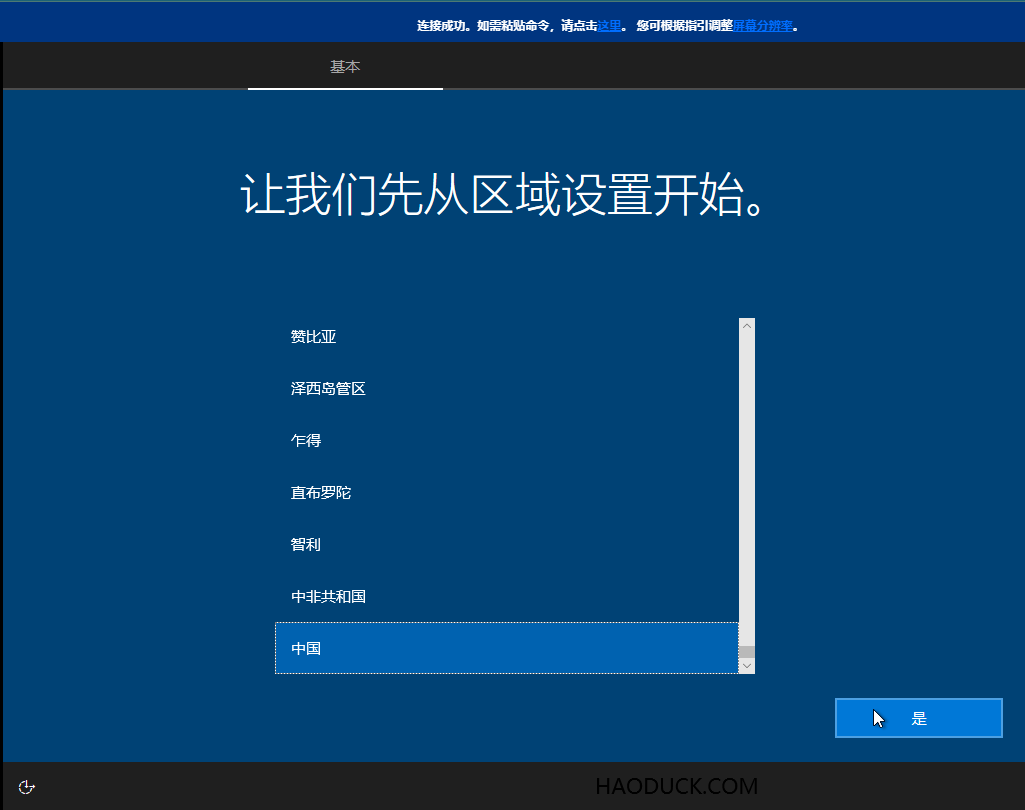 连接成功。如需粘贴命令，请点击这里。 您可根据指引调整屏幕分辨率。
基本
让我们先从区域设置开始。
赞比亚
泽西岛管区
乍得
直布罗陀
智利
中非共和国
中国
是
HAODUCK.COM